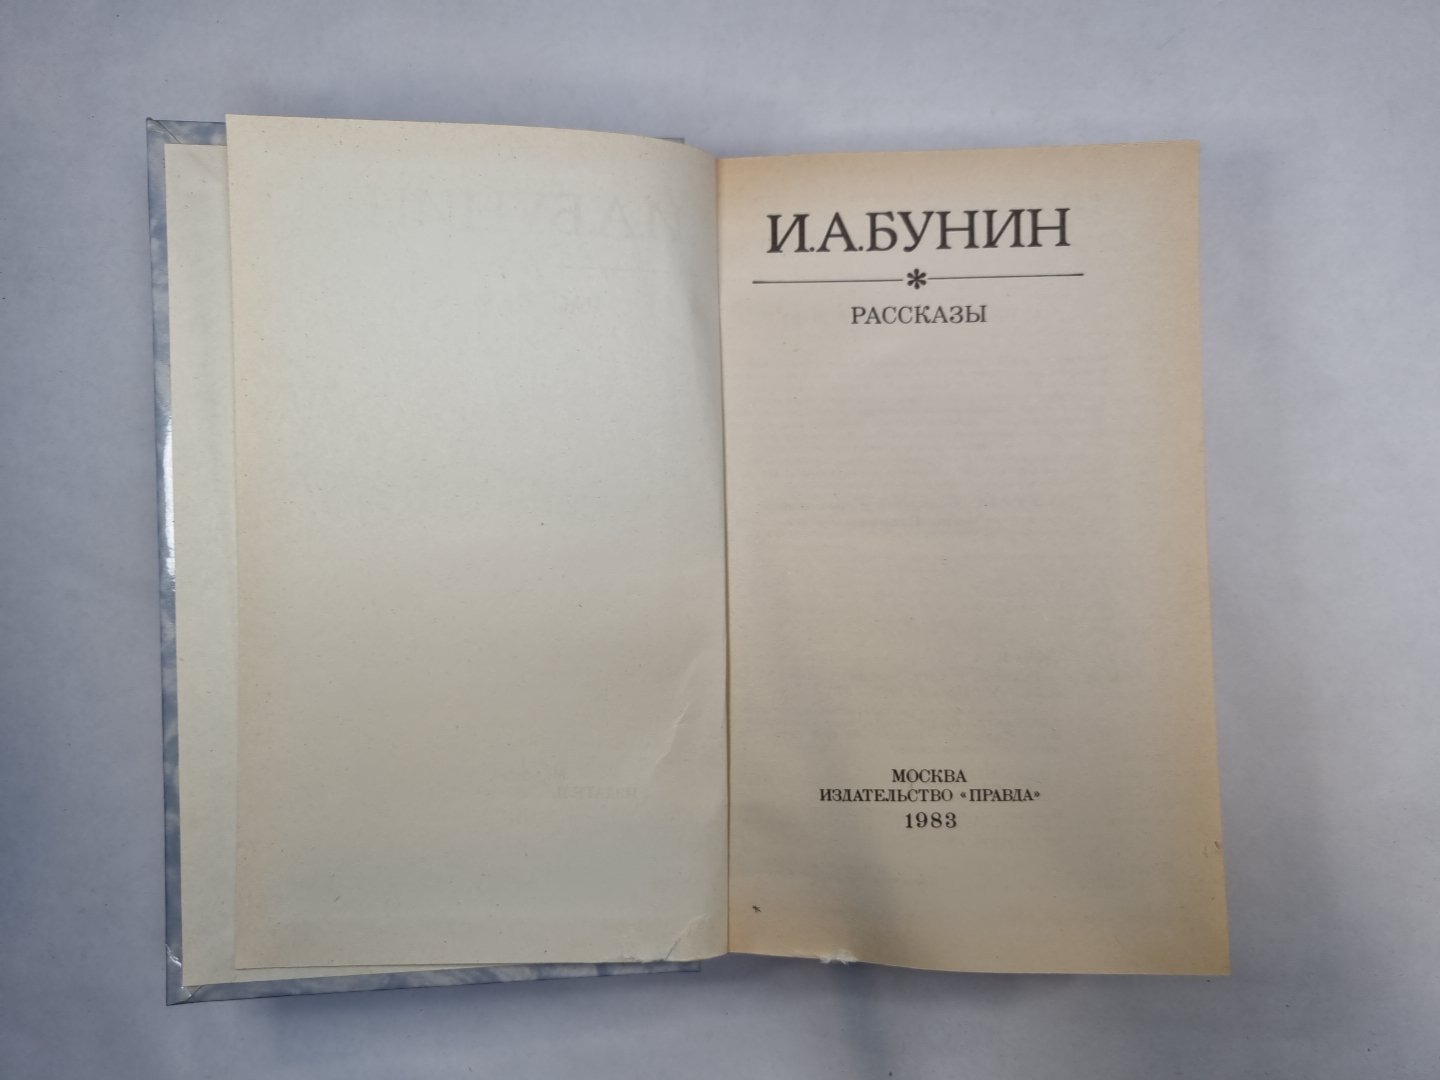 И.А.БУНИН
*
РАССКАЗЫ
МОСКВА
ИЗДАТЕЛЬСТВО «ПРАВДА»
1983